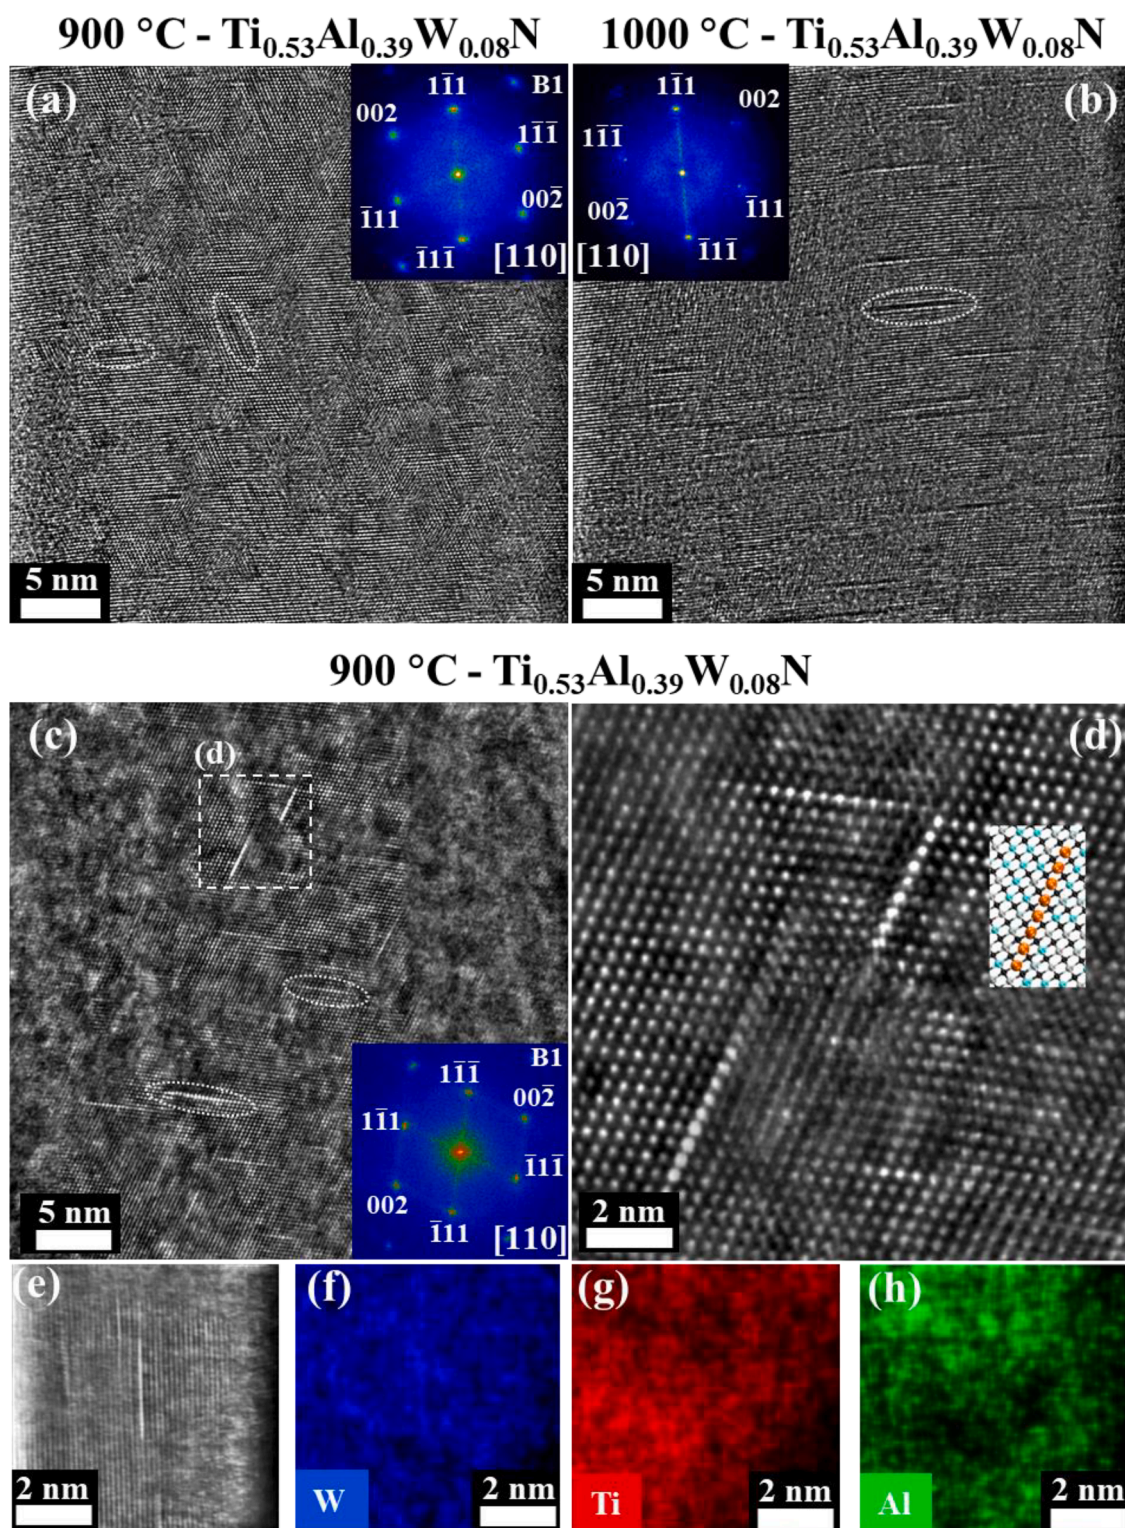 900 °C - Ti₀.₅₃Al₀.₃₉W₀.₀₈N
1000 °C - Ti₀.₅₃Al₀.₃₉W₀.₀₈N
(a)
B1
11̄1
002
11̄1̄
1̄11
002̄
1̄11̄
[110]
5 nm
(b)
11̄1
002
11̄1̄
002̄
1̄11
1̄11̄
[110]
5 nm
900 °C - Ti₀.₅₃Al₀.₃₉W₀.₀₈N
(c)
(d)
B1
11̄1̄
002̄
11̄1
1̄11̄
002
1̄11
[110]
5 nm
(d)
2 nm
(e)
2 nm
(f)
W
2 nm
(g)
Ti
2 nm
(h)
Al
2 nm